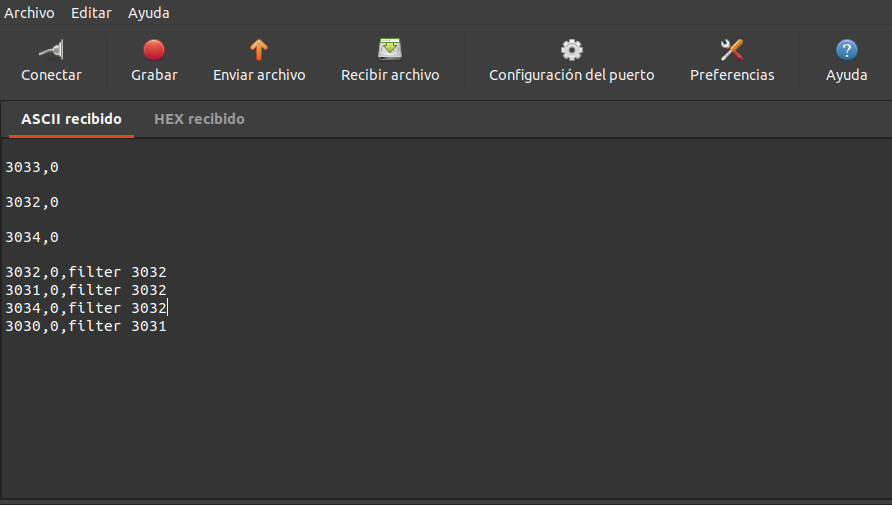 Archivo Editar Ayuda
Conectar Grabar Enviar archivo Recibir archivo Configuración del puerto Preferencias Ayuda
ASCII recibido HEX recibido
3033,0
3032,0
3034,0
3032,0,filter 3032
3031,0,filter 3032
3034,0,filter 3032
3030,0,filter 3031